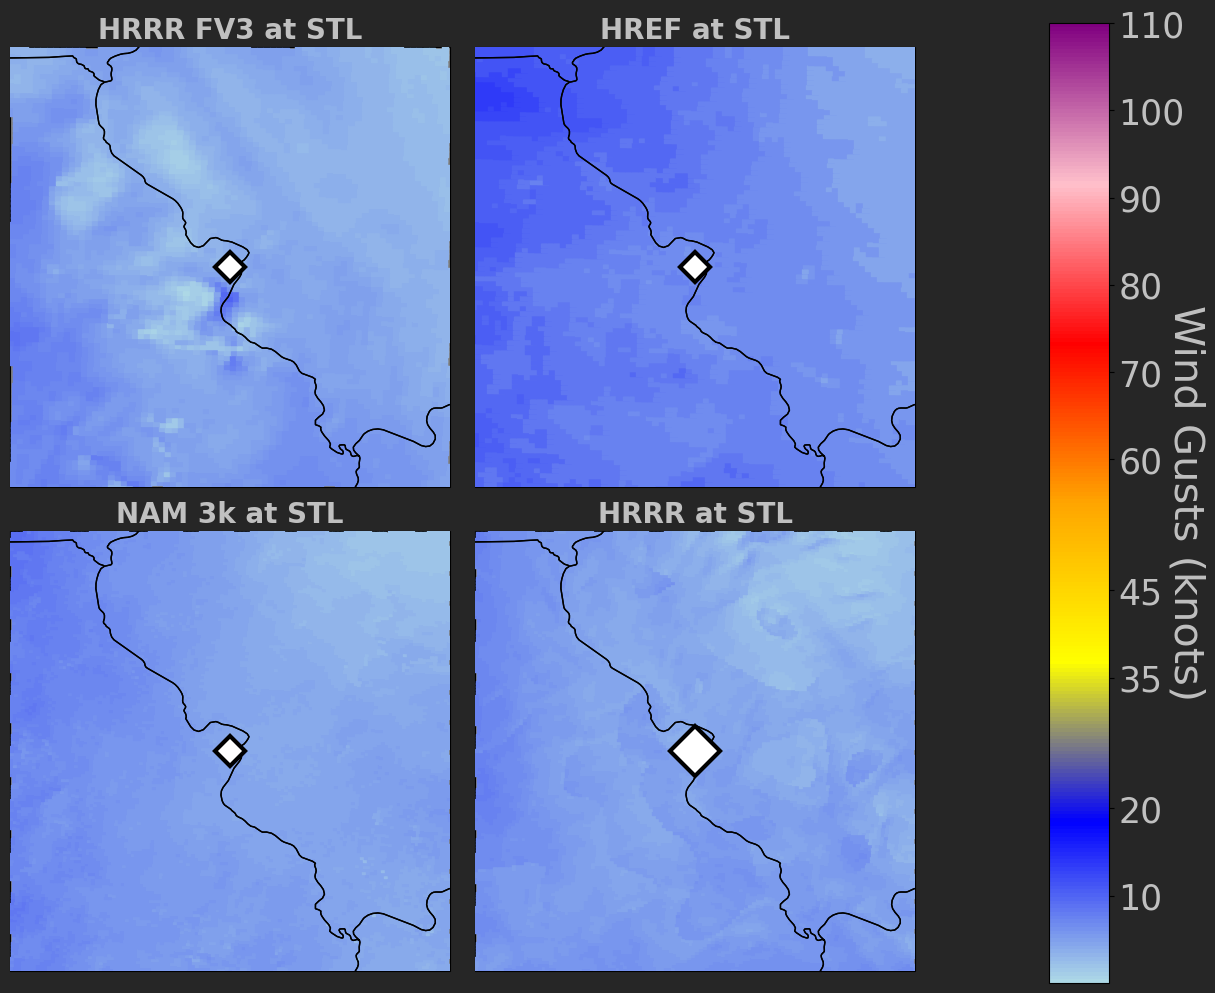 HRRR FV3 at STL
HREF at STL
NAM 3k at STL
HRRR at STL
110
100
90
80
70
60
45
35
20
10
Wind Gusts (knots)